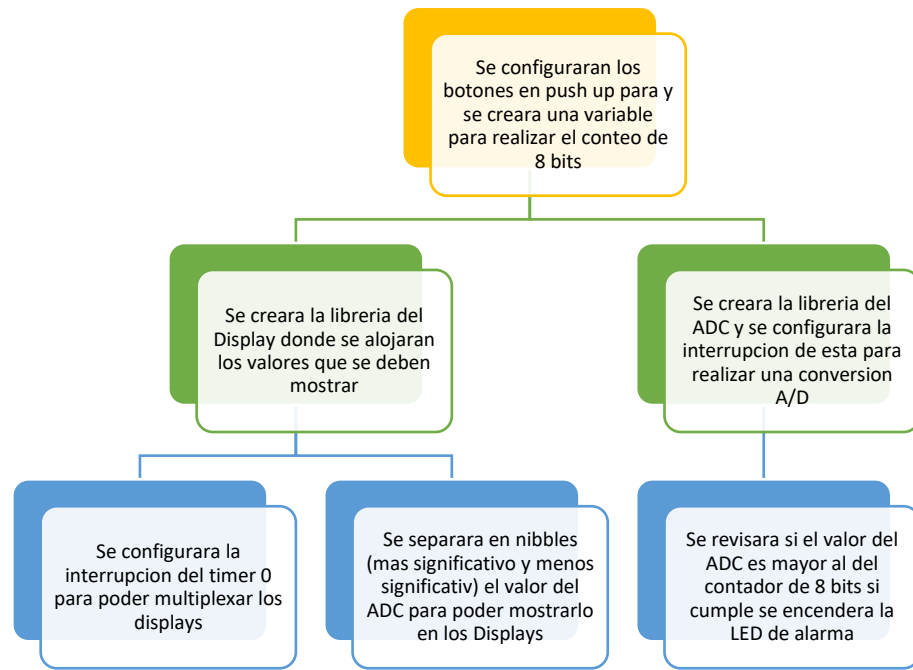 Se configuraran los
botones en push up para y
se creara una variable
para realizar el conteo de
8 bits
Se creara la libreria del
Display donde se alojaran
los valores que se deben
mostrar
Se creara la libreria del
ADC y se configurara la
interrupcion de esta para
realizar una conversion
A/D
Se configurara la
interrupcion del timer 0
para poder multiplexar los
displays
Se separara en nibbles
(mas significativo y menos
significativ) el valor del
ADC para poder mostrarlo
en los Displays
Se revisara si el valor del
ADC es mayor al del
contador de 8 bits si
cumple se encendera la
LED de alarma